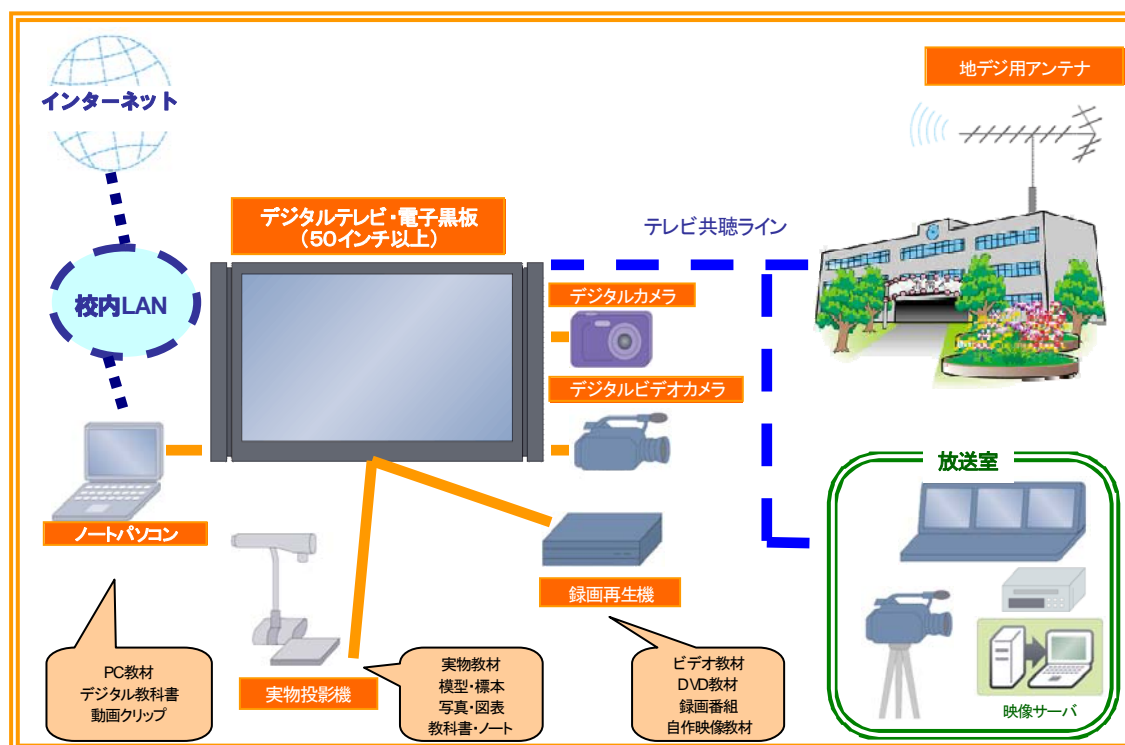 インターネット
地デジ用アンテナ
デジタルテレビ・電子黒板
（50インチ以上）
テレビ共聴ライン
校内LAN
デジタルカメラ
デジタルビデオカメラ
ノートパソコン
放送室
録画再生機
実物投影機
PC教材
デジタル教科書
動画クリップ
実物教材
模型・標本
写真・図表
教科書・ノート
ビデオ教材
DVD教材
録画番組
自作映像教材
映像サーバ